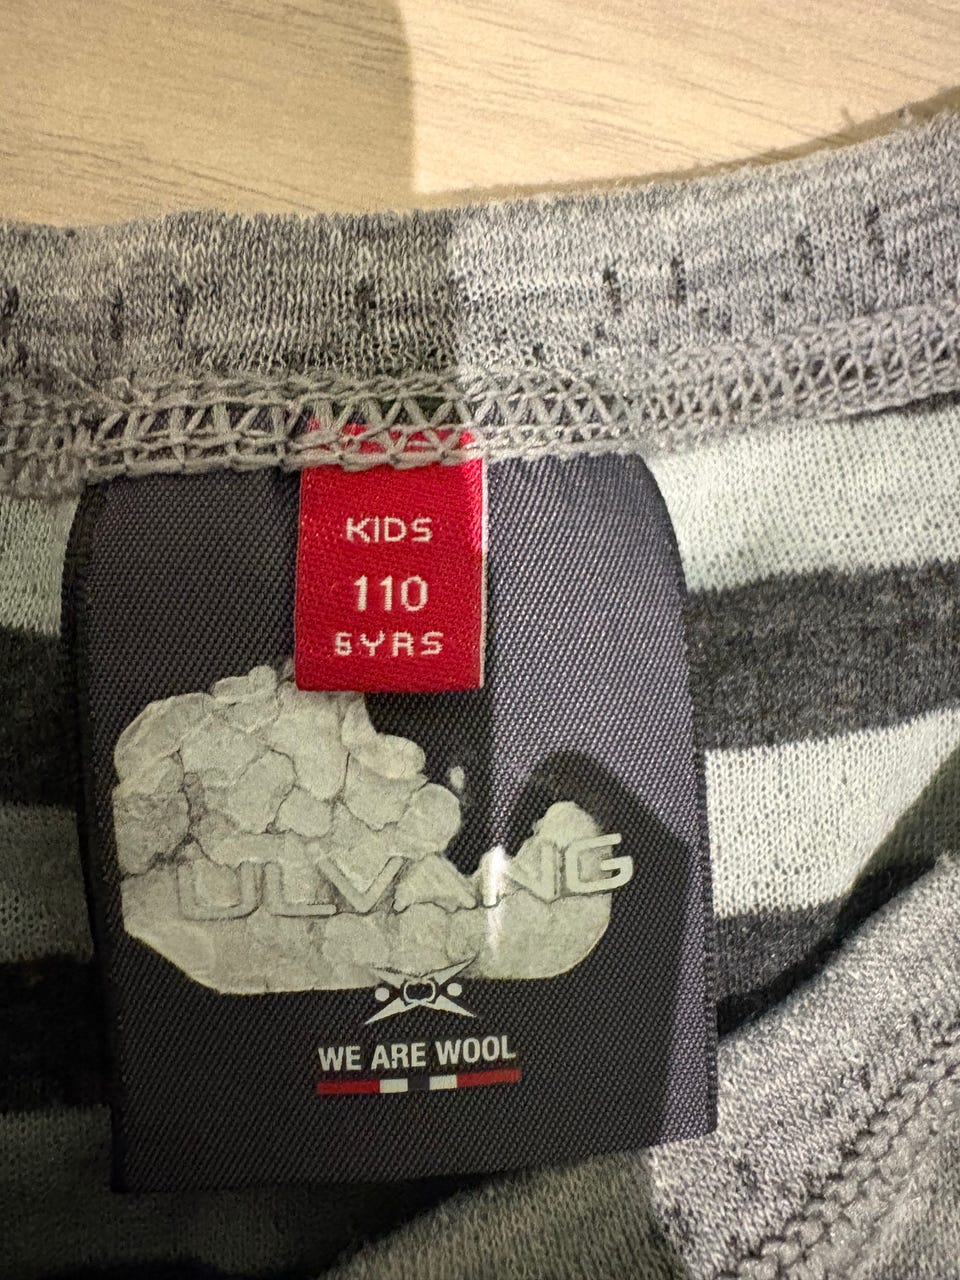 KIDS
110
5YRS
ULVANG
WE ARE WOOL